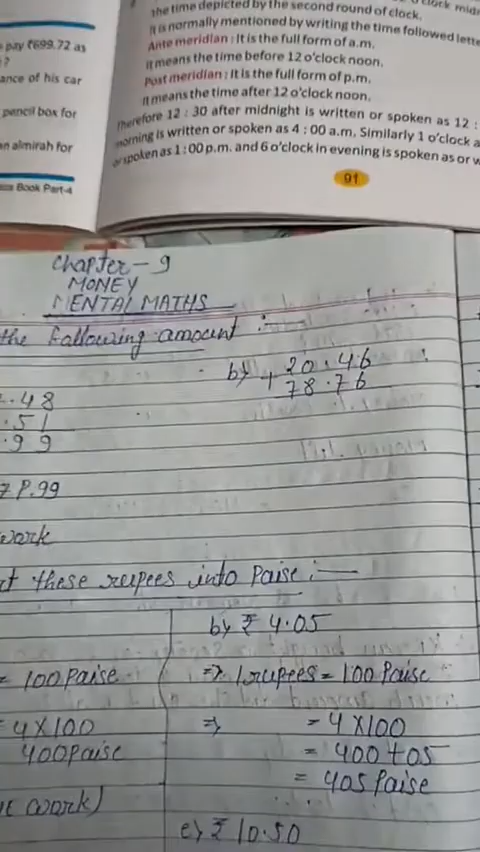 pay ₹699.72 as
?
ance of his car
pencil box for
an almirah for
Book Part-4
the time depicted by the second round of clock.
It is normally mentioned by writing the time followed
Ante meridian : It is the full form of a.m.
It means the time before 12 o'clock noon.
Post meridian : It is the full form of p.m.
It means the time after 12 o'clock noon.
Therefore 12 : 30 after midnight is written or spoken as 12 :
morning is written or spoken as 4 : 00 a.m. Similarly 1 o'clock
or spoken as 1 : 00 p.m. and 6 o'clock in evening is spoken as or
91
Chapter - 9
MONEY
MENTAL MATHS
the following amount :-
.48
.51
.99
b) 20.46
+ 78.76
P.99
work
these rupees into Paise :-
= 100 Paise
= 4 X 100
400 Paise
work)
b) ₹ 4.05
=> 1 rupees = 100 Paise
=> = 4 X 100
= 400 + 05
= 405 Paise
e) ₹ 10.50